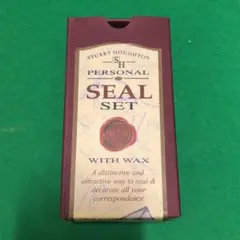 STUART HOUGHTON
SH
PERSONAL
SEAL
SET
WITH WAX
A distinctive and
attractive way to seal &
decorate all your
correspondence